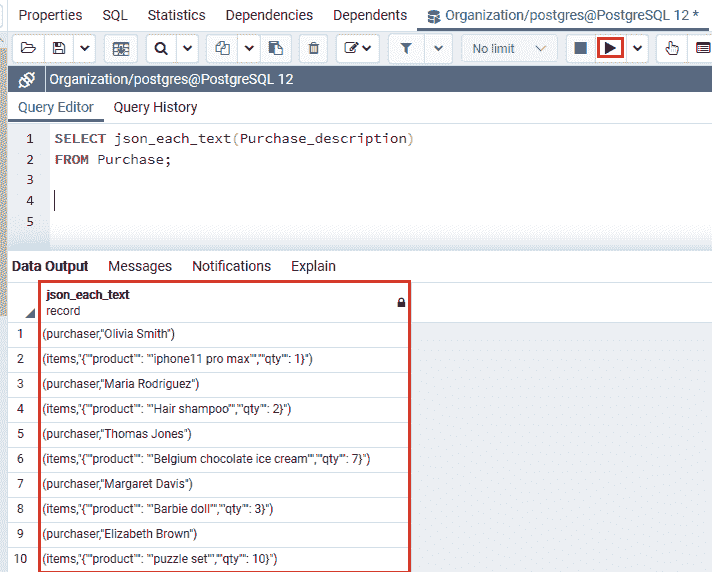 Properties SQL Statistics Dependencies Dependents Organization/postgres@PostgreSQL 12 *
No limit
Organization/postgres@PostgreSQL 12
Query Editor Query History
1 SELECT json_each_text(Purchase_description)
2 FROM Purchase;
3
4
5
Data Output Messages Notifications Explain
json_each_text
record
1 (purchaser,"Olivia Smith")
2 (items,"{""product"": ""iphone11 pro max"",""qty"": 1}")
3 (purchaser,"Maria Rodriguez")
4 (items,"{""product"": ""Hair shampoo"",""qty"": 2}")
5 (purchaser,"Thomas Jones")
6 (items,"{""product"": ""Belgium chocolate ice cream"",""qty"": 7}")
7 (purchaser,"Margaret Davis")
8 (items,"{""product"": ""Barbie doll"",""qty"": 3}")
9 (purchaser,"Elizabeth Brown")
10 (items,"{""product"": ""puzzle set"",""qty"": 10}")